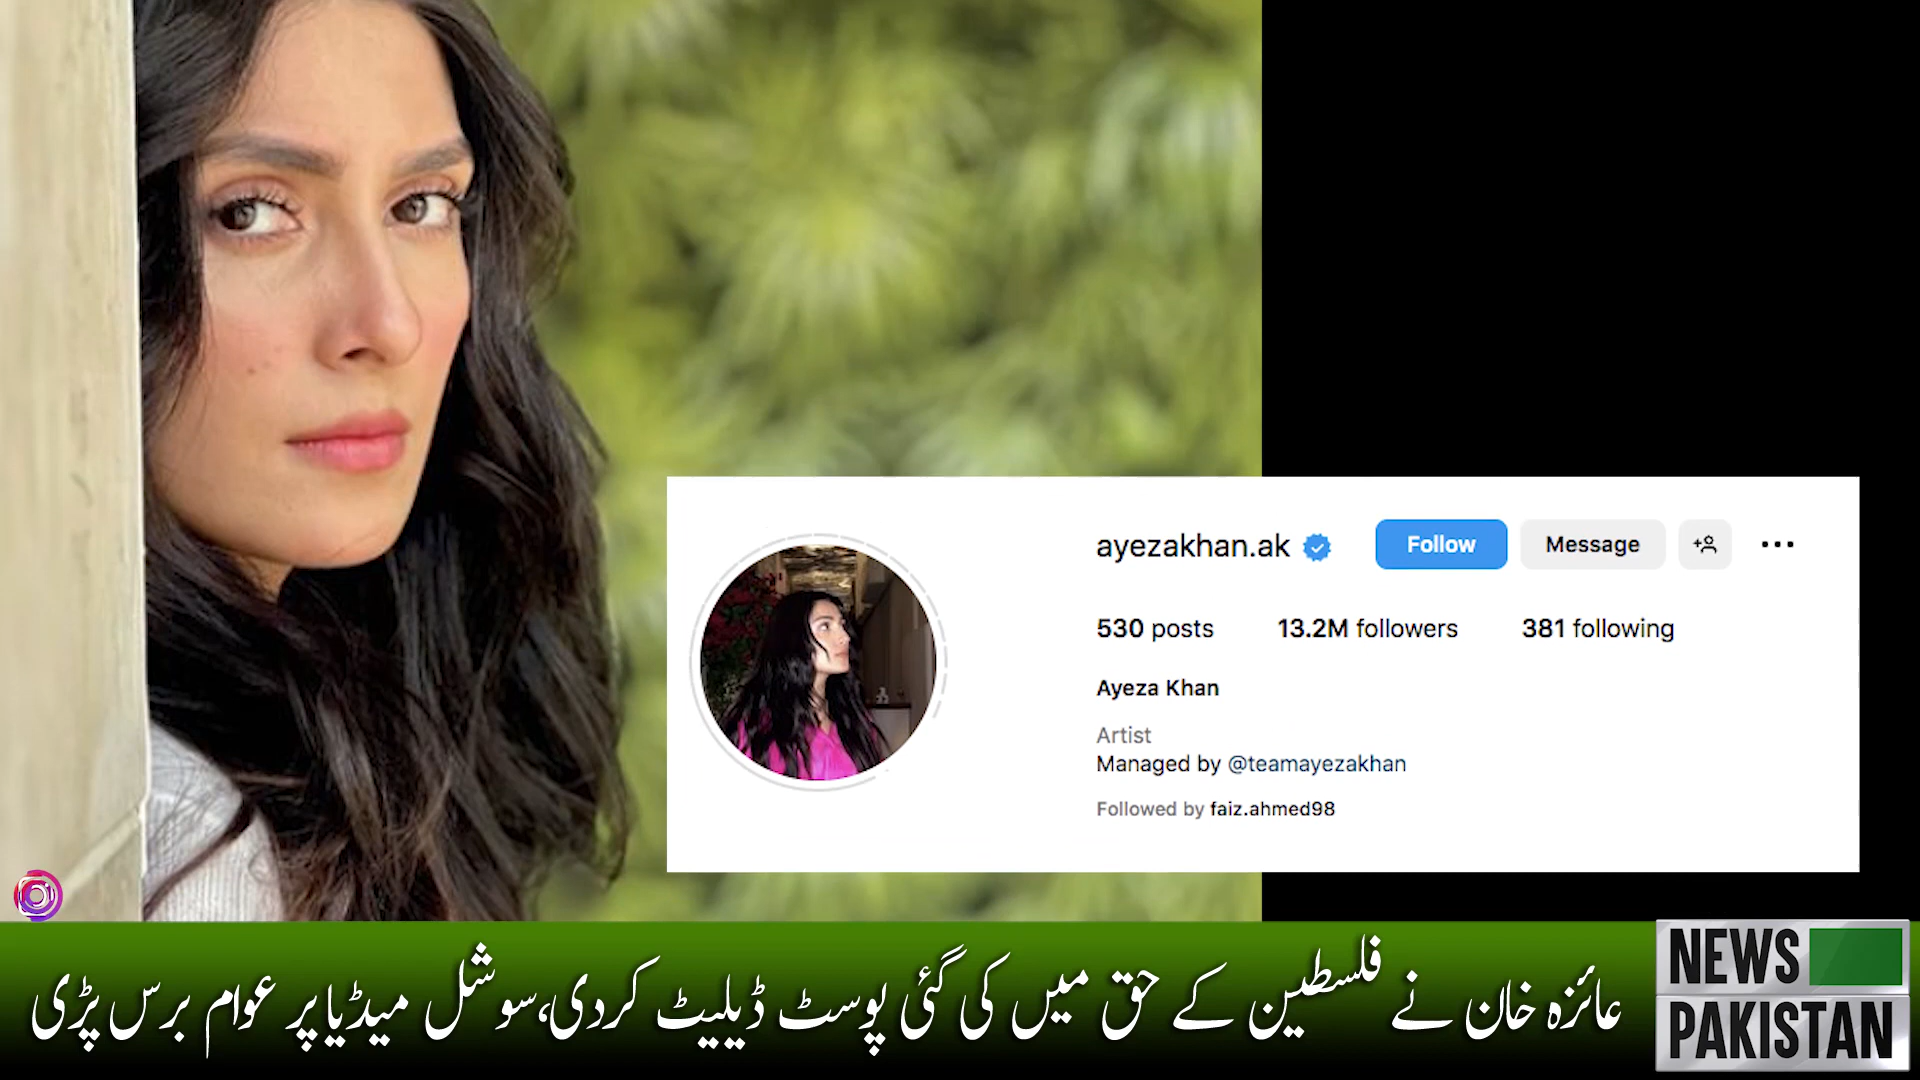 ayezakhan.ak Follow Message
530 posts 13.2M followers 381 following
Ayeza Khan
Artist
Managed by @teamayezakhan
Followed by faiz.ahmed98
عائزہ خان نے فلسطین کے حق میں کی گئی پوسٹ ڈیلیٹ کردی،سوشل میڈیا پر عوام برس پڑی
NEWS
PAKISTAN